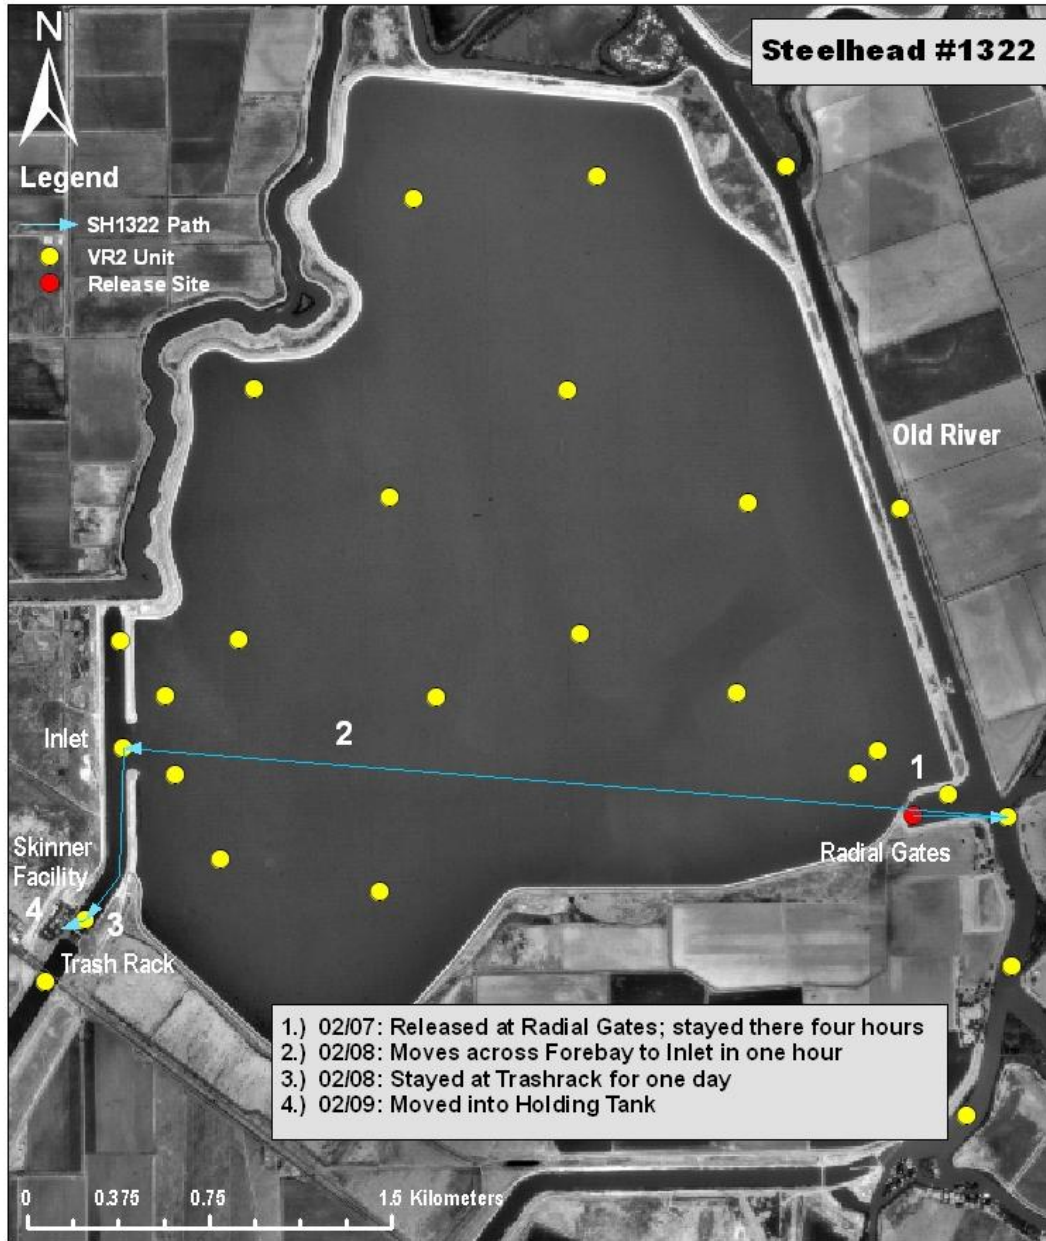 N
Steelhead #1322
Legend
SH1322 Path
VR2 Unit
Release Site
Old River
2
1
Inlet
Radial Gates
Skinner
Facility
4
3
Trash Rack
1.) 02/07: Released at Radial Gates; stayed there four hours
2.) 02/08: Moves across Forebay to Inlet in one hour
3.) 02/08: Stayed at Trashrack for one day
4.) 02/09: Moved into Holding Tank
0 0.375 0.75 1.5 Kilometers